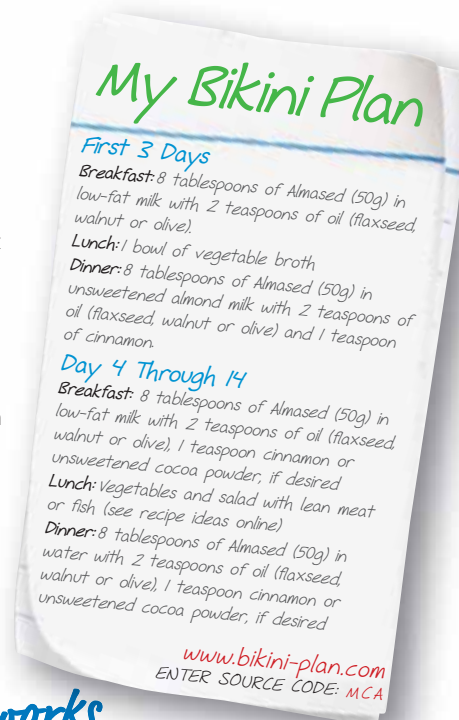 My Bikini Plan
First 3 Days
Breakfast: 8 tablespoons of Almased (50g) in
low-fat milk with 2 teaspoons of oil (flaxseed,
walnut or olive).
Lunch: 1 bowl of vegetable broth
Dinner: 8 tablespoons of Almased (50g) in
unsweetened almond milk with 2 teaspoons of
oil (flaxseed, walnut or olive) and 1 teaspoon
of cinnamon.
Day 4 Through 14
Breakfast: 8 tablespoons of Almased (50g) in
low-fat milk with 2 teaspoons of oil (flaxseed,
walnut or olive), 1 teaspoon cinnamon or
unsweetened cocoa powder, if desired
Lunch: Vegetables and salad with lean meat
or fish (see recipe ideas online)
Dinner: 8 tablespoons of Almased (50g) in
water with 2 teaspoons of oil (flaxseed,
walnut or olive), 1 teaspoon cinnamon or
unsweetened cocoa powder, if desired
www.bikini-plan.com
ENTER SOURCE CODE: MCA